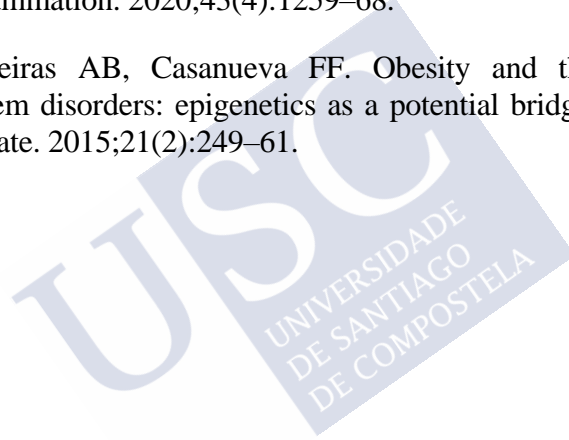 mmation. 2020;43(4):1259–68.
eiras AB, Casanueva FF. Obesity and th
em disorders: epigenetics as a potential bridg
ate. 2015;21(2):249–61.
USC
UNIVERSIDADE
DE SANTIAGO
DE COMPOSTELA